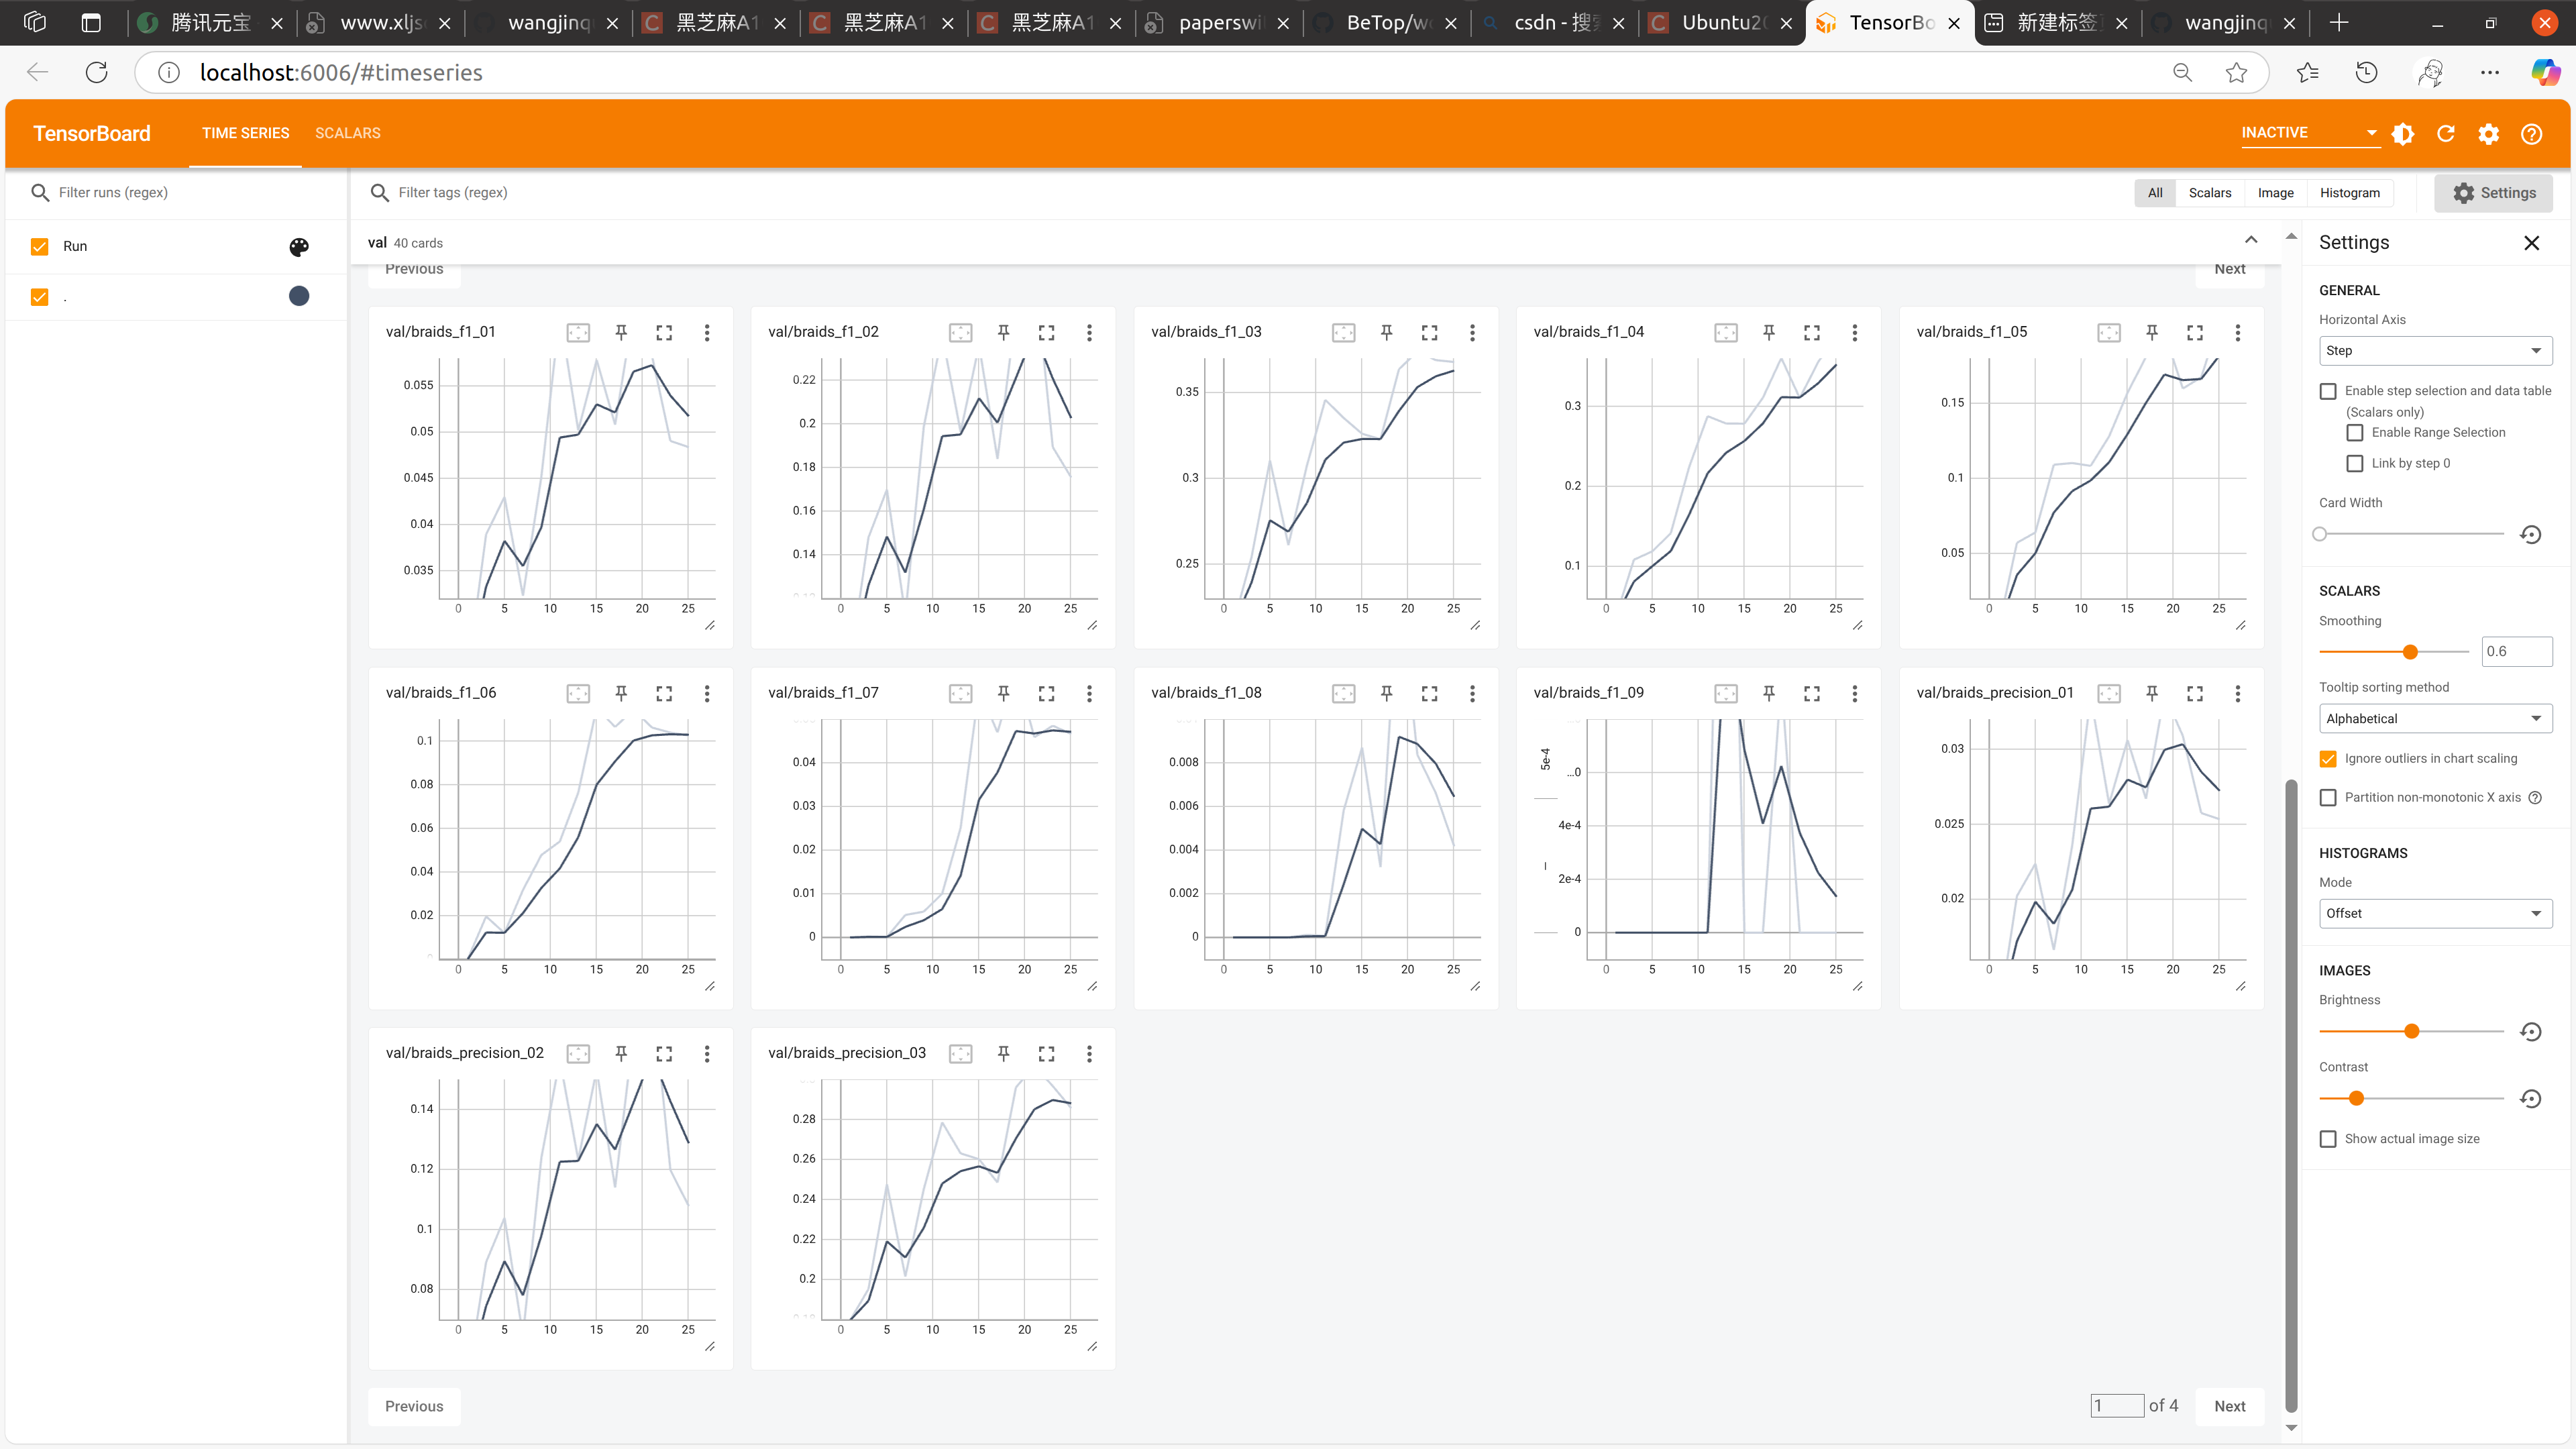 腾讯元宝
www.xljs
wangjinq
黑芝麻A1
黑芝麻A1
黑芝麻A1
paperswi
BeTop/w
csdn - 搜
Ubuntu20
TensorBo
新建标签
wangjinq
localhost:6006/#timeseries
TensorBoard
TIME SERIES
SCALARS
INACTIVE
Filter runs (regex)
Filter tags (regex)
All
Scalars
Image
Histogram
Settings
Run
.
val 40 cards
Previous
Next
val/braids_f1_01
0.055
0.05
0.045
0.04
0.035
0 5 10 15 20 25
val/braids_f1_02
0.22
0.2
0.18
0.16
0.14
0 5 10 15 20 25
val/braids_f1_03
0.35
0.3
0.25
0 5 10 15 20 25
val/braids_f1_04
0.3
0.2
0.1
0 5 10 15 20 25
val/braids_f1_05
0.15
0.1
0.05
0 5 10 15 20 25
val/braids_f1_06
0.1
0.08
0.06
0.04
0.02
0 5 10 15 20 25
val/braids_f1_07
0.04
0.03
0.02
0.01
0
0 5 10 15 20 25
val/braids_f1_08
0.008
0.006
0.004
0.002
0
0 5 10 15 20 25
val/braids_f1_09
5e-4
...0
4e-4
2e-4
0
0 5 10 15 20 25
val/braids_precision_01
0.03
0.025
0.02
0 5 10 15 20 25
val/braids_precision_02
0.14
0.12
0.1
0.08
0 5 10 15 20 25
val/braids_precision_03
0.28
0.26
0.24
0.22
0.2
0 5 10 15 20 25
Previous
1 of 4
Next
Settings
GENERAL
Horizontal Axis
Step
Enable step selection and data table
(Scalars only)
Enable Range Selection
Link by step 0
Card Width
SCALARS
Smoothing
0.6
Tooltip sorting method
Alphabetical
Ignore outliers in chart scaling
Partition non-monotonic X axis
HISTOGRAMS
Mode
Offset
IMAGES
Brightness
Contrast
Show actual image size